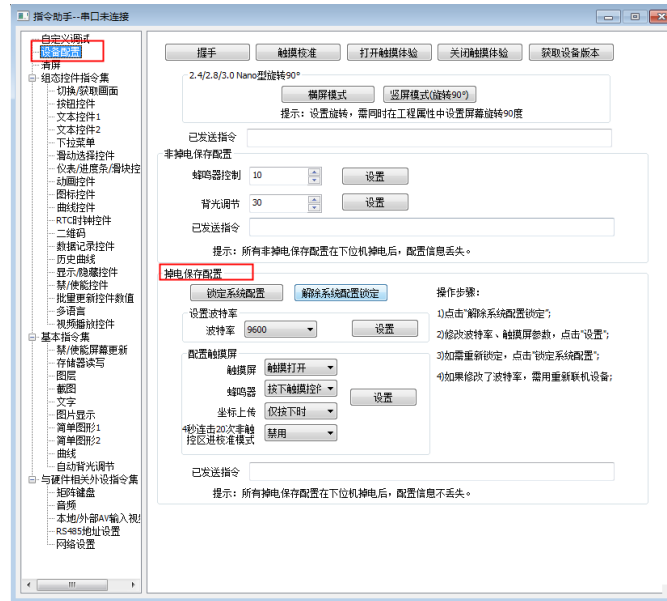 指令助手--串口未连接
自定义调试
设备配置
清屏
组态控件指令集
切换/获取画面
按钮控件
文本控件1
文本控件2
下拉菜单
滑动选择控件
仪表/进度条/滑块控
动画控件
图标控件
曲线控件
RTC时钟控件
二维码
数据记录控件
历史曲线
显示/隐藏控件
禁/使能控件
批里更新控件数值
多语言
视频播放控件
基本指令集
禁/使能屏幕更新
存储器读写
图层
截图
文字
图片显示
简单图形1
简单图形2
曲线
自动背光调节
与硬件相关外设指令集
矩阵键盘
音频
本地/外部AV输入视
RS485地址设置
网络设置
握手 触摸校准 打开触摸体验 关闭触摸体验 获取设备版本
2.4/2.8/3.0 Nano型旋转90°
横屏模式 竖屏模式(旋转90°)
提示：设置旋转，需同时在工程属性中设置屏幕旋转90度
已发送指令
非掉电保存配置
蜂鸣器控制 10 设置
背光调节 30 设置
已发送指令
提示：所有非掉电保存配置在下位机掉电后，配置信息丢失。
掉电保存配置
锁定系统配置 解除系统配置锁定 操作步骤：
设置波特率 1)点击"解除系统配置锁定";
波特率 9600 设置 2)修改波特率、触摸屏参数，点击"设置";
配置触摸屏 3)如需重新锁定，点击"锁定系统配置";
触摸屏 触摸打开 4)如果修改了波特率，需用重新联机设备;
蜂鸣器 按下触摸控件 设置
坐标上传 仅按下时
4秒连击20次非触
控区进校准模式 禁用
已发送指令
提示：所有掉电保存配置在下位机掉电后，配置信息不丢失。